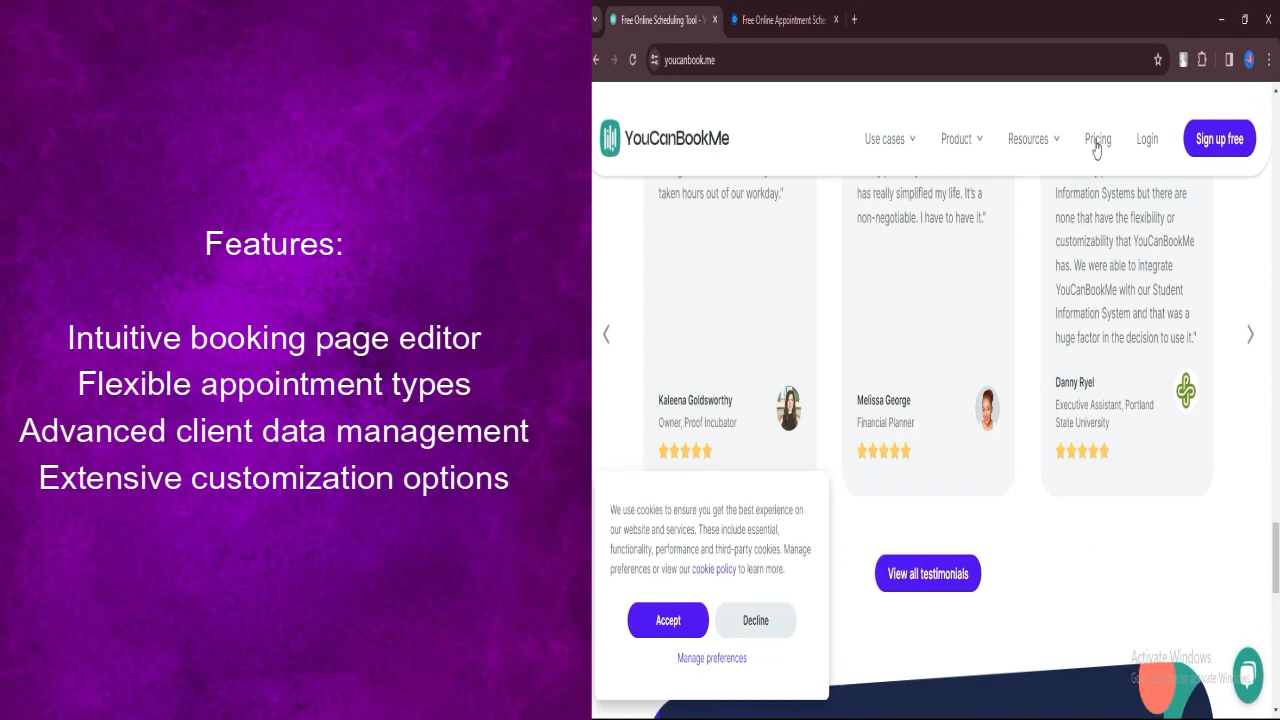 Features:
Intuitive booking page editor
Flexible appointment types
Advanced client data management
Extensive customization options
Free Online Scheduling Tool -
Free Online Appointment Sche
youcanbook.me
YouCanBookMe
Use cases
Product
Resources
Pricing
Login
Sign up free
taken hours out of our workday."
has really simplified my life. It's a
non-negotiable. I have to have it."
Information Systems but there are
none that have the flexibility or
customizability that YouCanBookMe
has. We were able to integrate
YouCanBookMe with our Student
Information System and that was a
huge factor in the decision to use it."
Kaleena Goldsworthy
Owner, Proof Incubator
Melissa George
Financial Planner
Danny Ryel
Executive Assistant, Portland
State University
We use cookies to ensure you get the best experience on
our website and services. These include essential,
functionality, performance and third-party cookies. Manage
preferences or view our cookie policy to learn more.
Accept
Decline
Manage preferences
View all testimonials
Activate Windows